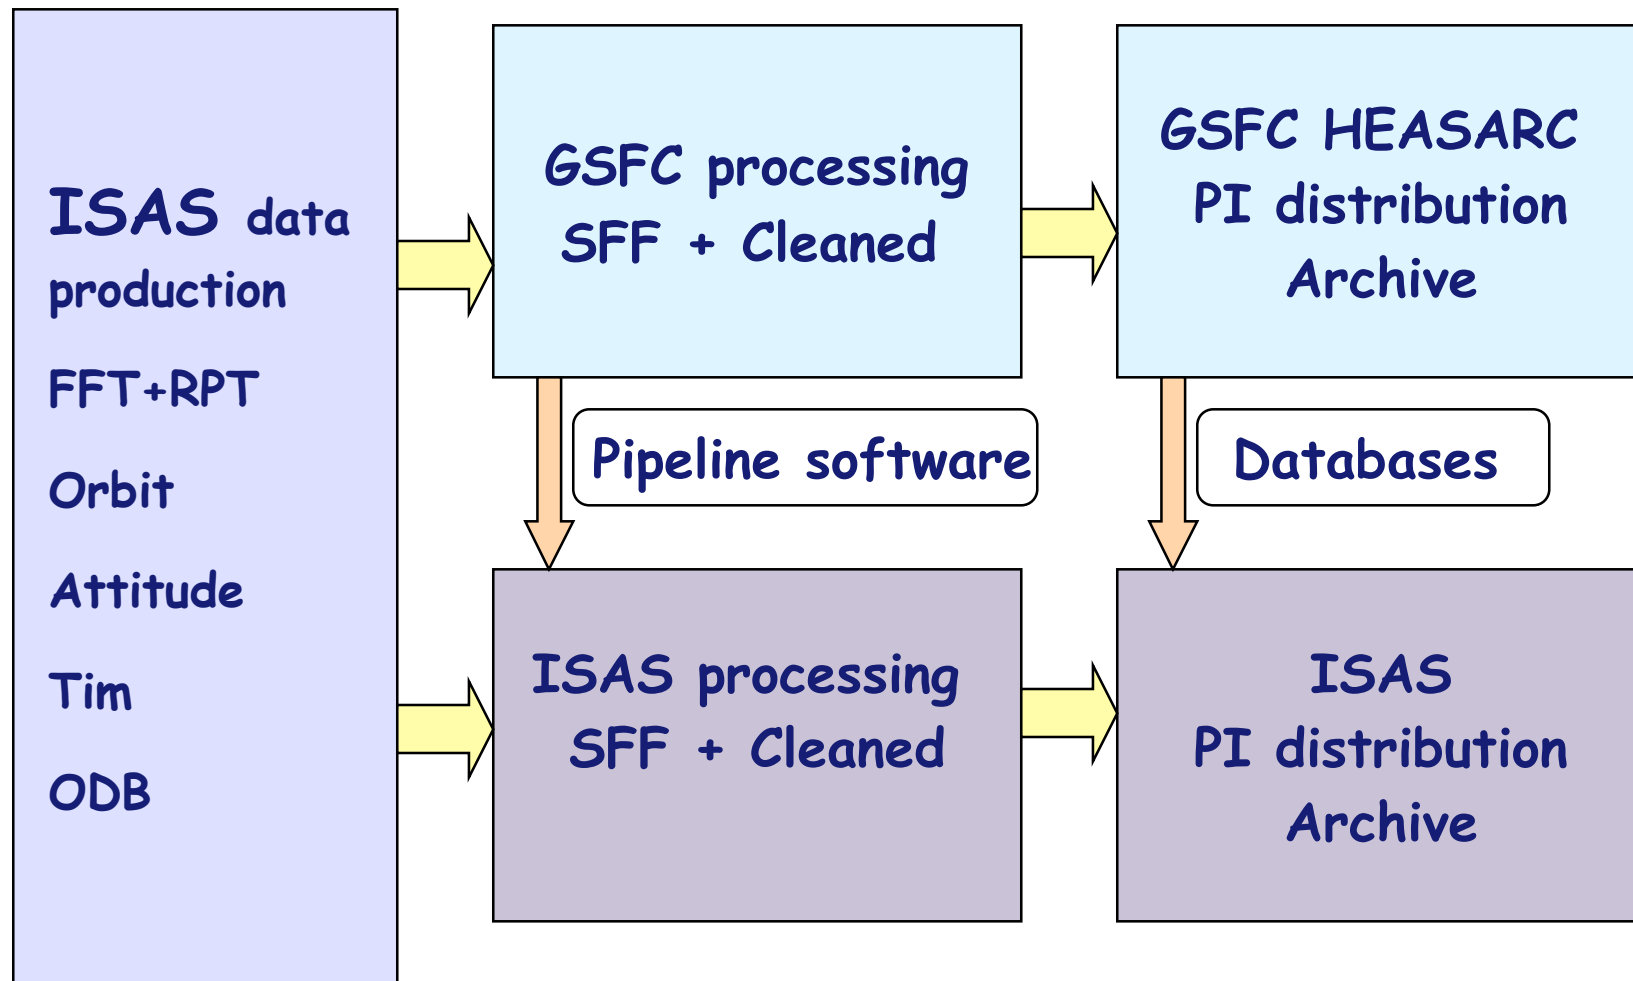 ISAS data
production
FFT+RPT
Orbit
Attitude
Tim
ODB
GSFC processing
SFF + Cleaned
GSFC HEASARC
PI distribution
Archive
Pipeline software
Databases
ISAS processing
SFF + Cleaned
ISAS
PI distribution
Archive